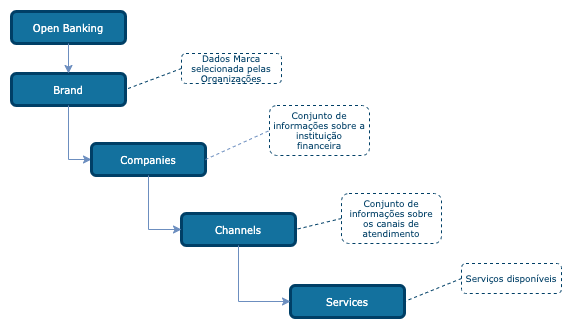 Open Banking
Dados Marca
selecionada pelas
Organizações
Brand
Conjunto de
informações sobre a
instituição
financeira
Companies
Conjunto de
informações sobre
os canais de
atendimento
Channels
Serviços disponíveis
Services